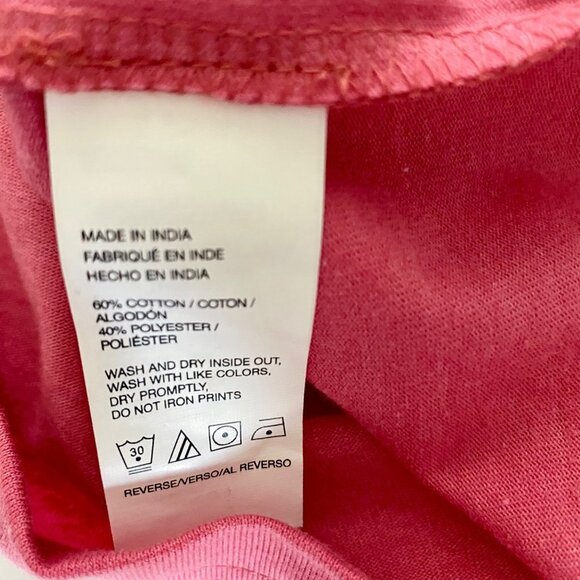 MADE IN INDIA
FABRIQUÉ EN INDE
HECHO EN INDIA
60% COTTON / COTON /
ALGODÓN
40% POLYESTER /
POLIÉSTER
WASH AND DRY INSIDE OUT,
WASH WITH LIKE COLORS,
DRY PROMPTLY,
DO NOT IRON PRINTS
30
REVERSE/VERSO/AL REVERSO